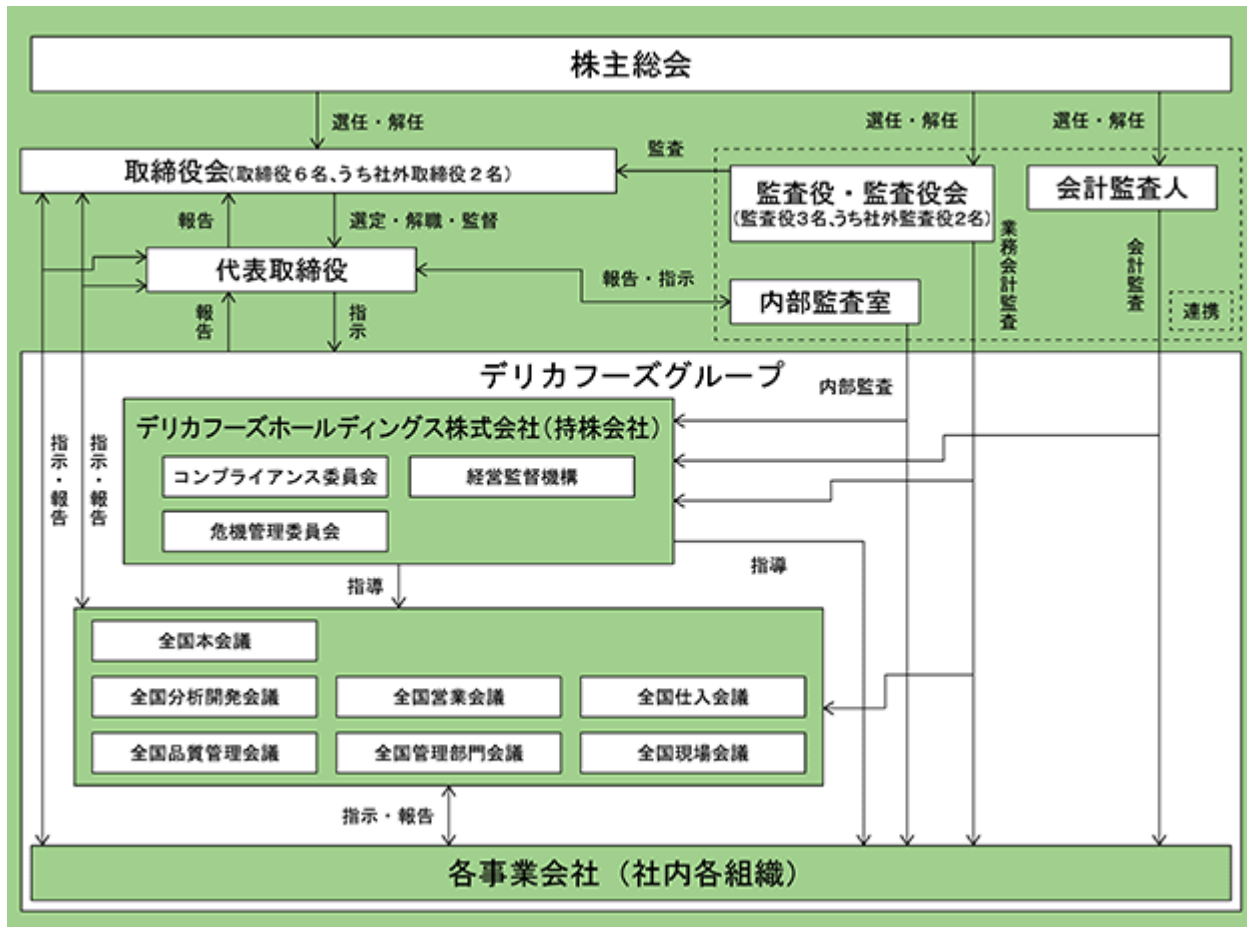 株主総会
選任・解任
選任・解任
選任・解任
取締役会(取締役6名、うち社外取締役2名)
監査
監査役・監査役会
(監査役3名、うち社外監査役2名)
会計監査人
報告
選定・解職・監督
代表取締役
報告・指示
内部監査室
業務会計監査
会計監査
連携
報告
指示
デリカフーズグループ
内部監査
デリカフーズホールディングス株式会社(持株会社)
コンプライアンス委員会
経営監督機構
危機管理委員会
指示・報告
指示・報告
指導
指導
全国本会議
全国分析開発会議
全国営業会議
全国仕入会議
全国品質管理会議
全国管理部門会議
全国現場会議
指示・報告
各事業会社(社内各組織)